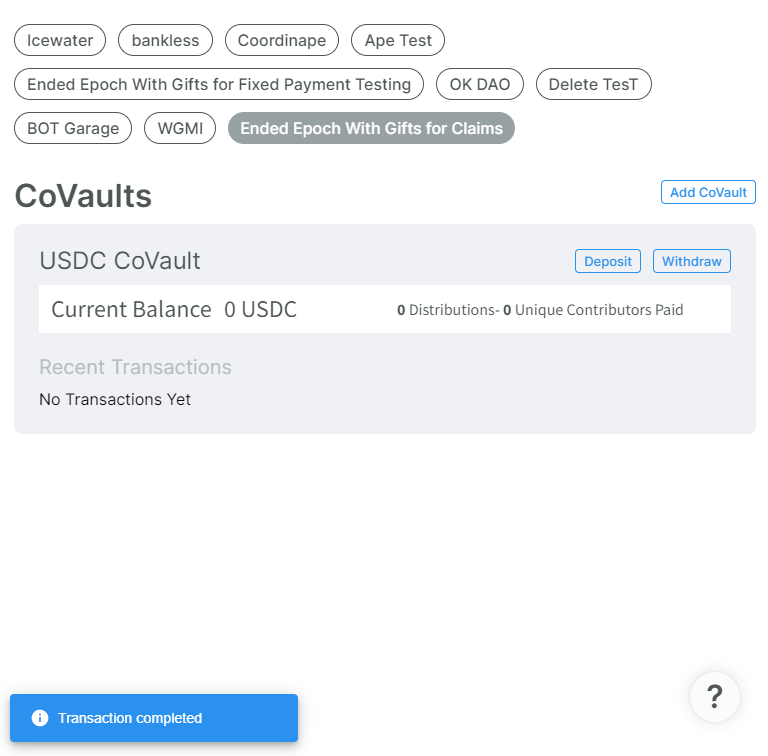 Icewater bankless Coordinape Ape Test
Ended Epoch With Gifts for Fixed Payment Testing OK DAO Delete TesT
BOT Garage WGMI Ended Epoch With Gifts for Claims
CoVaults Add CoVault
USDC CoVault Deposit Withdraw
Current Balance 0 USDC 0 Distributions- 0 Unique Contributors Paid
Recent Transactions
No Transactions Yet
?
Transaction completed